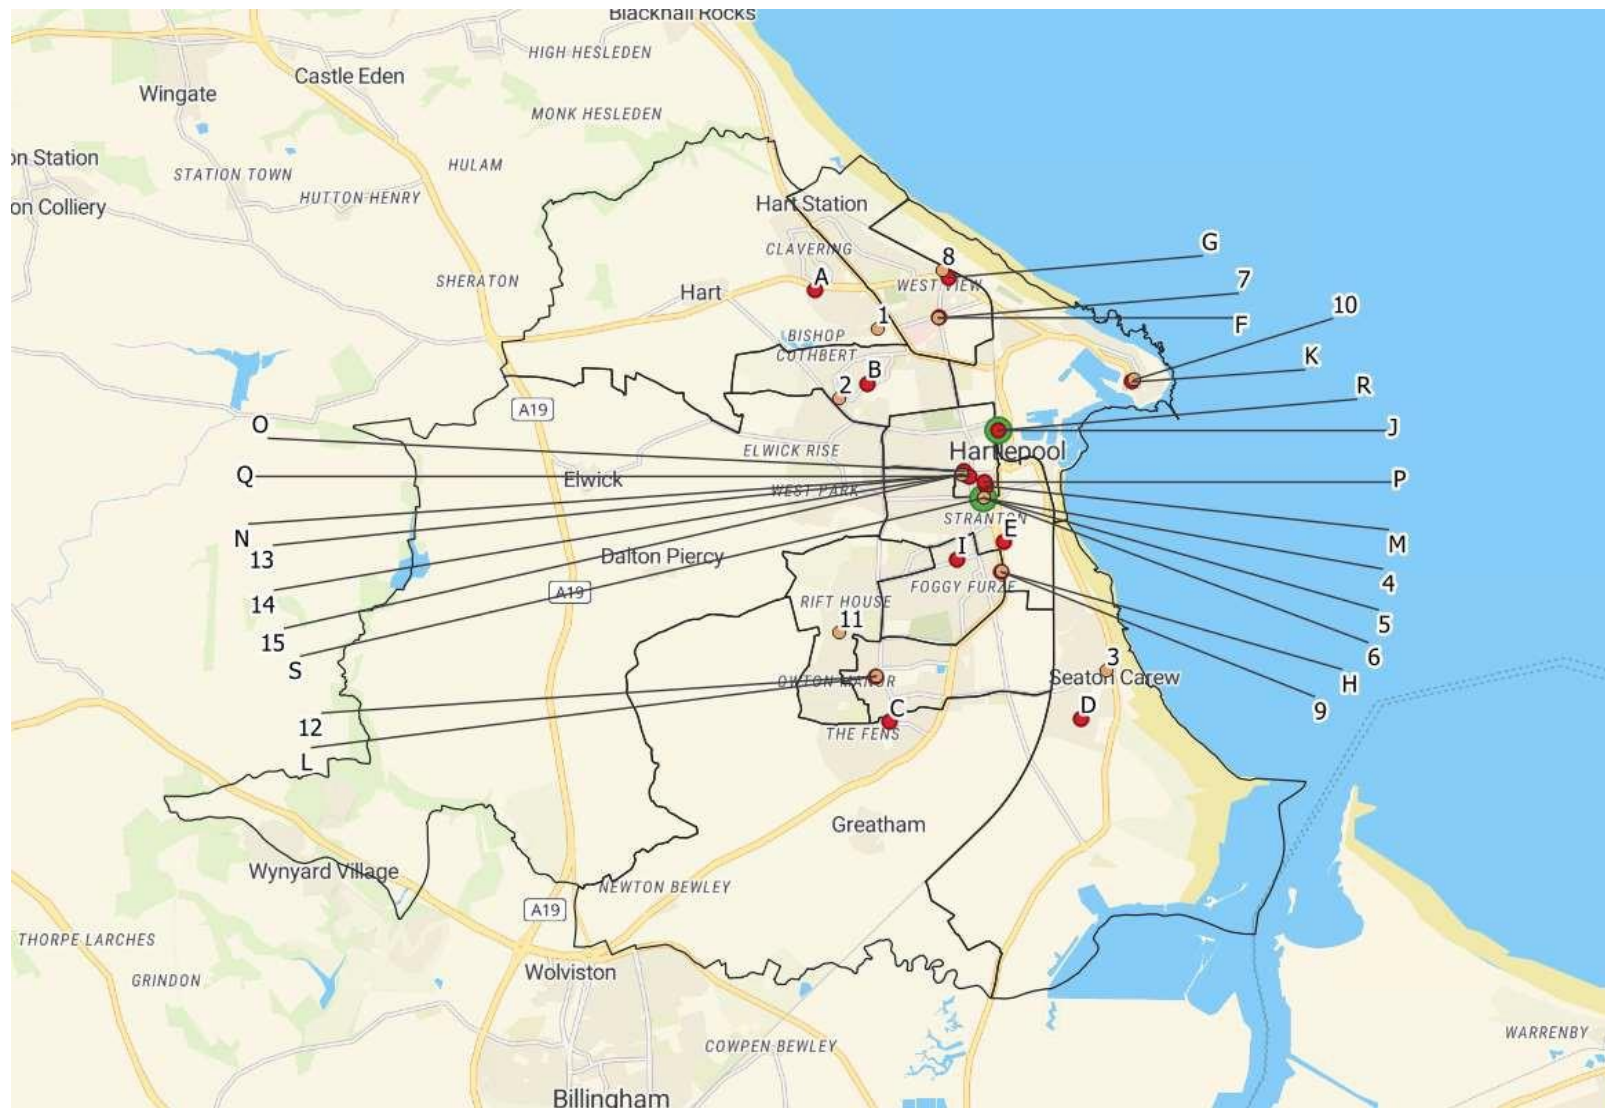 Blackhall Rocks
HIGH HESLEDEN
Castle Eden
Wingate
MONK HESLEDEN
on Station
HULAM
STATION TOWN
HUTTON HENRY
on Colliery
Hart Station
CLAVERING
G
8
A
7
SHERATON
WEST VIEW
Hart
10
1
F
BISHOP
CUTHBERT
K
B
2
R
A19
O
J
Hartlepool
ELWICK RISE
Q
Elwick
P
WEST PARK
STRANTON
E
N
M
I
13
Dalton Piercy
4
FOGGY FURZE
A19
14
RIFT HOUSE
11
5
15
6
3
S
Seaton Carew
OWTON MANOR
H
C
D
9
12
THE FENS
L
Greatham
Wynyard Village
NEWTON BEWLEY
A19
THORPE LARCHES
Wolviston
GRINDON
WARRENBY
COWPEN BEWLEY
Billingham